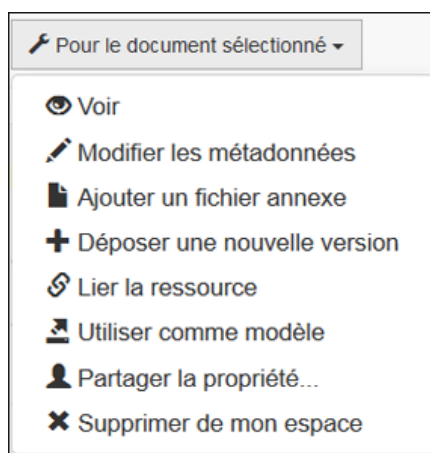 Pour le document sélectionné
Voir
Modifier les métadonnées
Ajouter un fichier annexe
Déposer une nouvelle version
Lier la ressource
Utiliser comme modèle
Partager la propriété...
Supprimer de mon espace